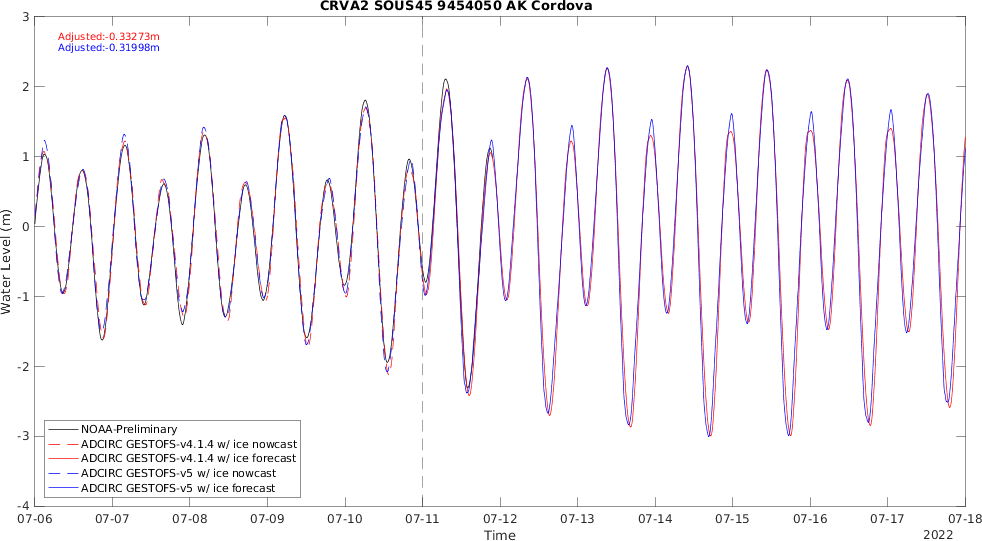 CRVA2 SOUS45 9454050 AK Cordova
Adjusted:-0.33273m
Adjusted:-0.31998m
Water Level (m)
3
2
1
0
-1
-2
-3
-4
NOAA-Preliminary
ADCIRC GESTOFS-v4.1.4 w/ ice nowcast
ADCIRC GESTOFS-v4.1.4 w/ ice forecast
ADCIRC GESTOFS-v5 w/ ice nowcast
ADCIRC GESTOFS-v5 w/ ice forecast
07-06 07-07 07-08 07-09 07-10 07-11 07-12 07-13 07-14 07-15 07-16 07-17 07-18
Time
2022